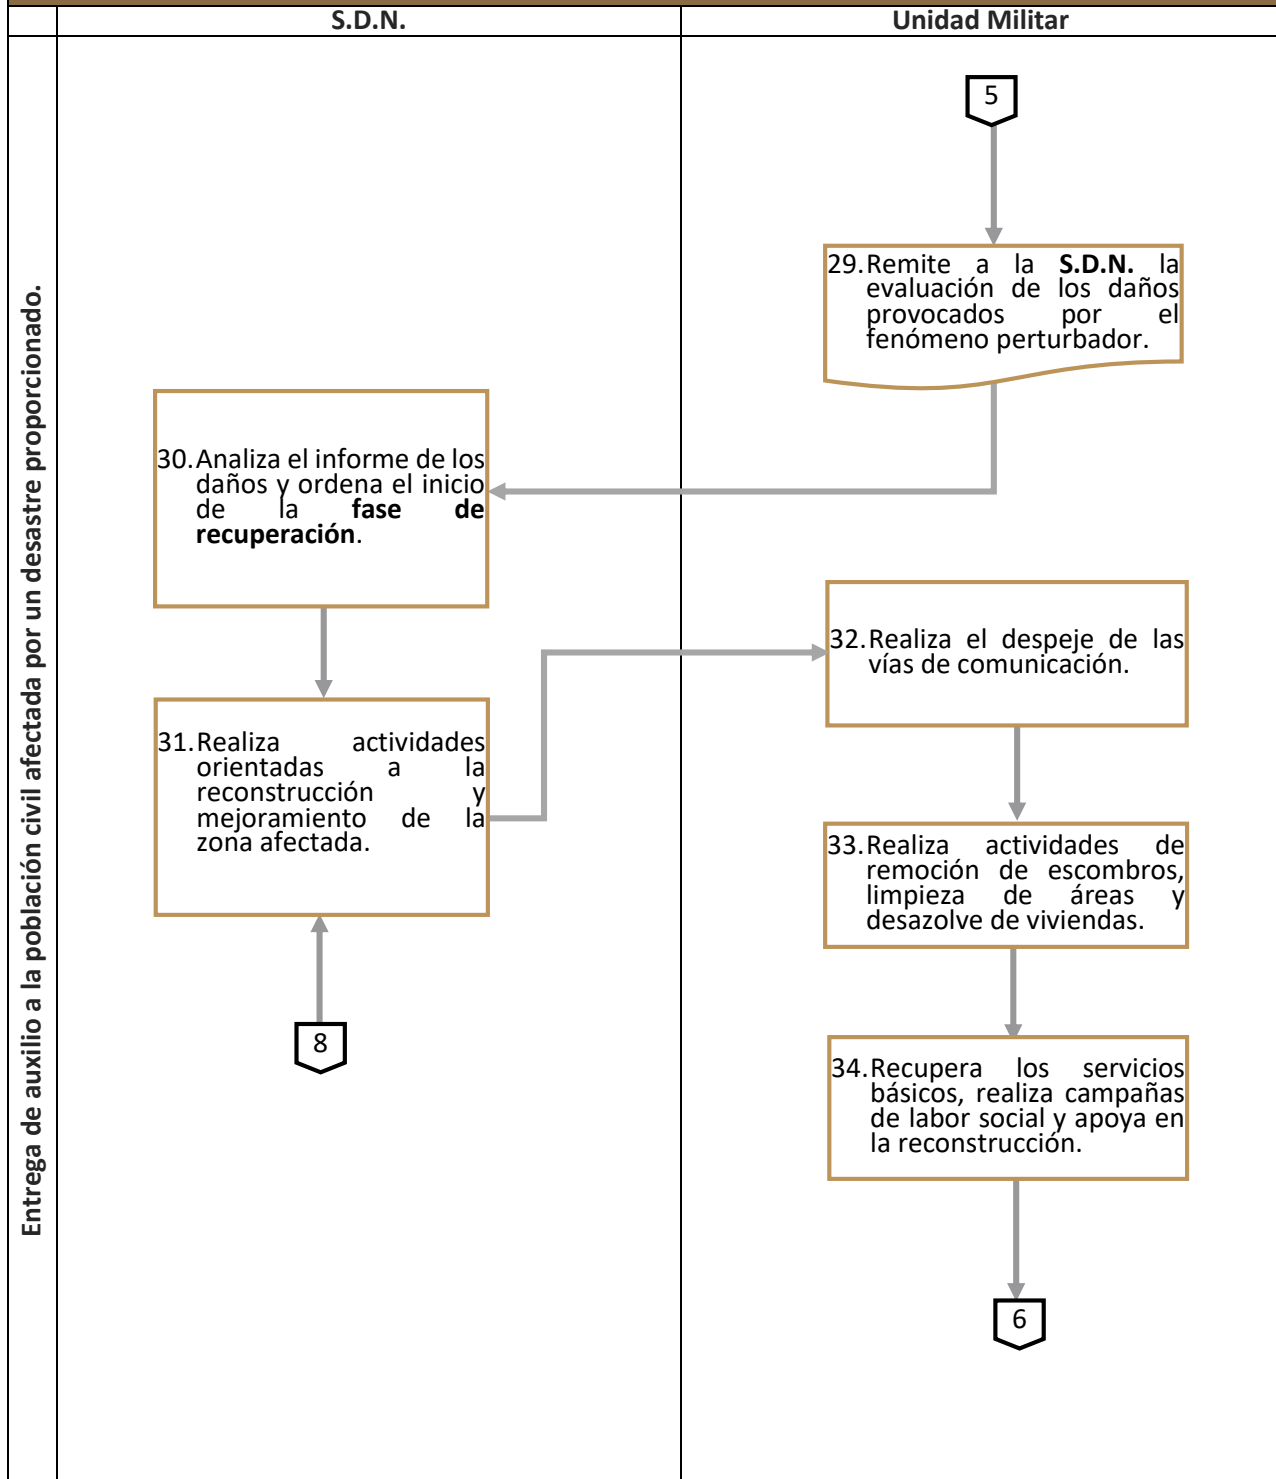 S.D.N.
Unidad Militar
Entrega de auxilio a la población civil afectada por un desastre proporcionado.
5
29. Remite a la S.D.N. la
evaluación de los daños
provocados por el
fenómeno perturbador.
30. Analiza el informe de los
daños y ordena el inicio
de la fase de
recuperación.
31. Realiza actividades
orientadas a la
reconstrucción y
mejoramiento de la
zona afectada.
8
32. Realiza el despeje de las
vías de comunicación.
33. Realiza actividades de
remoción de escombros,
limpieza de áreas y
desazolve de viviendas.
34. Recupera los servicios
básicos, realiza campañas
de labor social y apoya en
la reconstrucción.
6